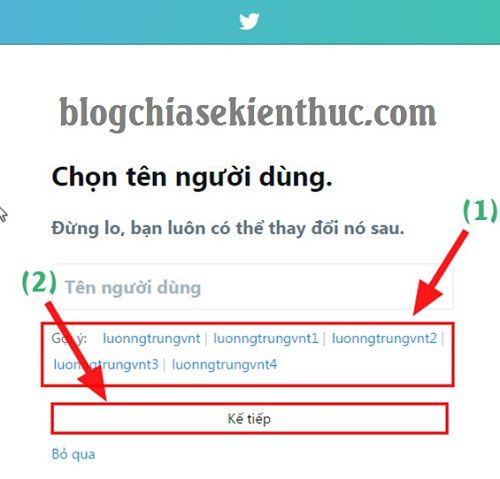 blogchiasekienthuc.com
Chọn tên người dùng.
Đừng lo, bạn luôn có thể thay đổi nó sau.
(1)
(2)
Tên người dùng
Gợi ý: luonngtrungvnt | luonngtrungvnt1 | luonngtrungvnt2 |
luonngtrungvnt3 | luonngtrungvnt4
Kế tiếp
Bỏ qua